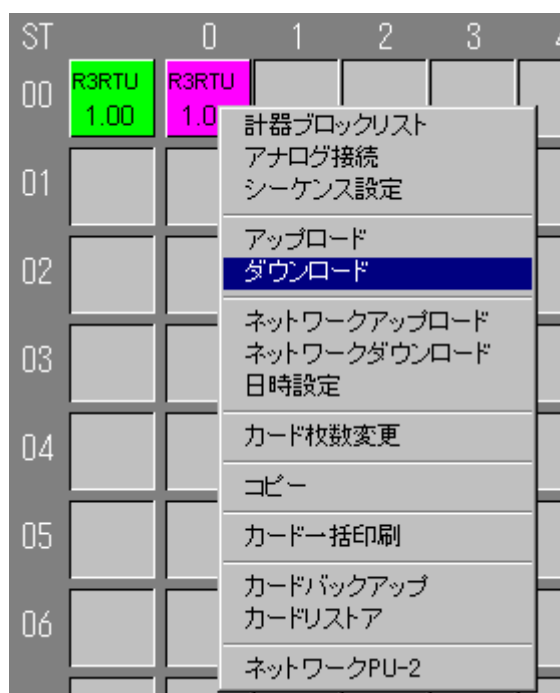 ST 0 1 2 3
00 R3RTU R3RTU
1.00 1.0
計器ブロックリスト
アナログ接続
01 シーケンス設定
アップロード
02 ダウンロード
ネットワークアップロード
03 ネットワークダウンロード
日時設定
04 カード枚数変更
コピー
05 カード一括印刷
カードバックアップ
06 カードリストア
ネットワークPU-2